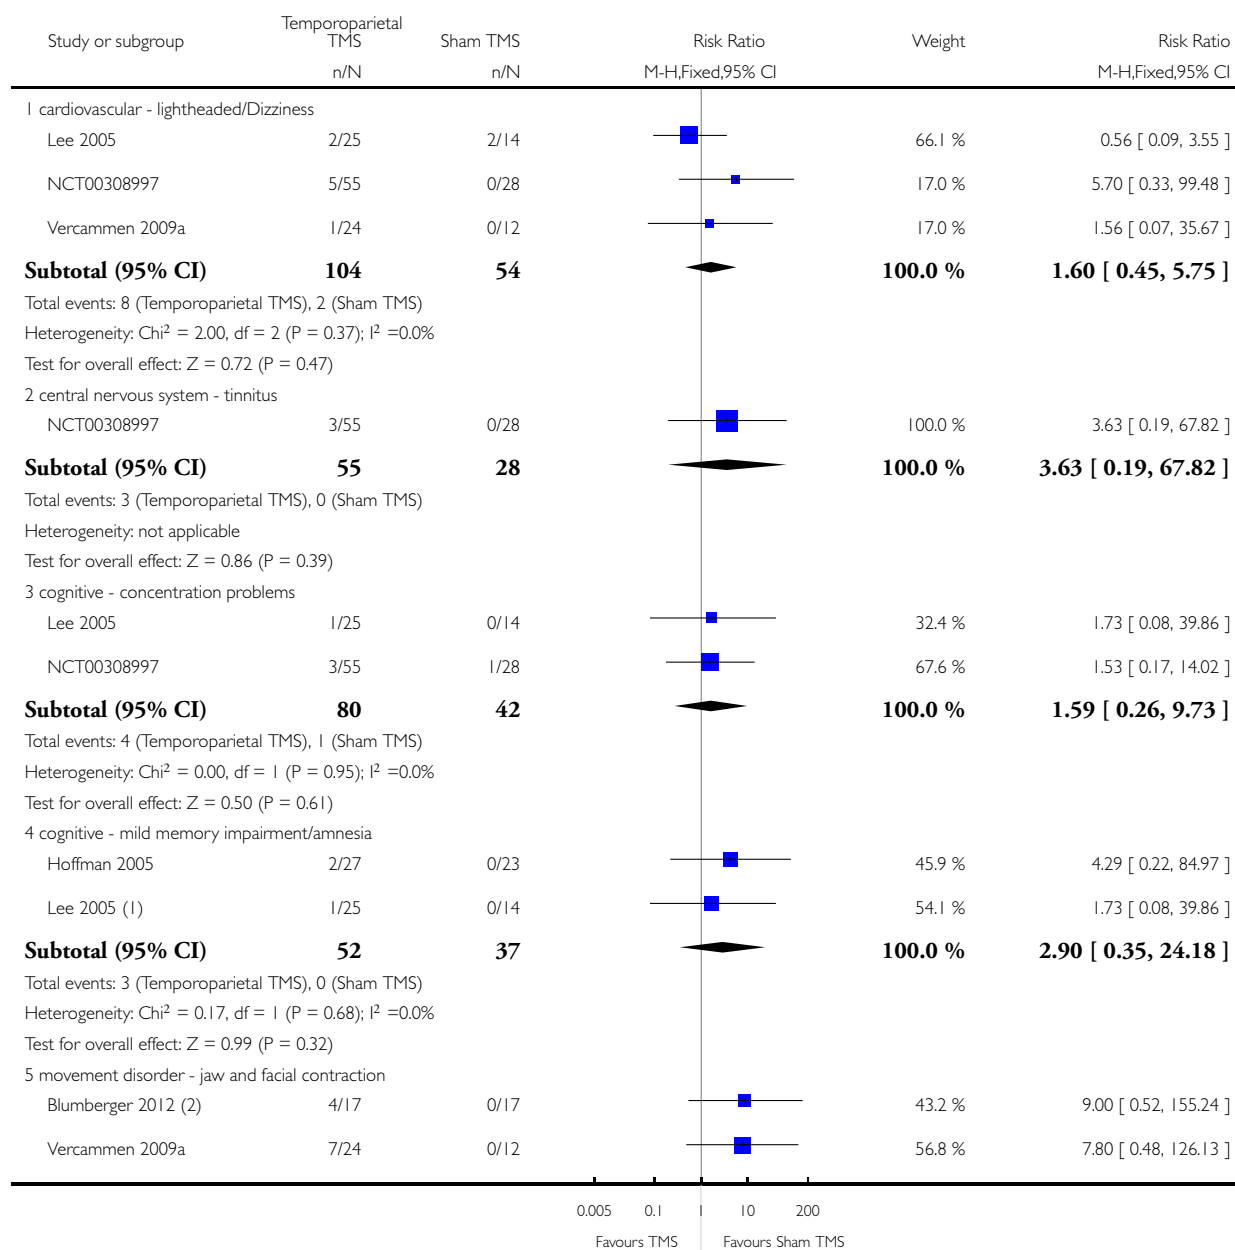 Temporoparietal
Study or subgroup TMS Sham TMS Risk Ratio Weight Risk Ratio
n/N n/N M-H,Fixed,95% CI M-H,Fixed,95% CI
1 cardiovascular - lightheaded/Dizziness
Lee 2005 2/25 2/14 66.1 % 0.56 [ 0.09, 3.55 ]
NCT00308997 5/55 0/28 17.0 % 5.70 [ 0.33, 99.48 ]
Vercammen 2009a 1/24 0/12 17.0 % 1.56 [ 0.07, 35.67 ]
Subtotal (95% CI) 104 54 100.0 % 1.60 [ 0.45, 5.75 ]
Total events: 8 (Temporoparietal TMS), 2 (Sham TMS)
Heterogeneity: Chi² = 2.00, df = 2 (P = 0.37); I² =0.0%
Test for overall effect: Z = 0.72 (P = 0.47)
2 central nervous system - tinnitus
NCT00308997 3/55 0/28 100.0 % 3.63 [ 0.19, 67.82 ]
Subtotal (95% CI) 55 28 100.0 % 3.63 [ 0.19, 67.82 ]
Total events: 3 (Temporoparietal TMS), 0 (Sham TMS)
Heterogeneity: not applicable
Test for overall effect: Z = 0.86 (P = 0.39)
3 cognitive - concentration problems
Lee 2005 1/25 0/14 32.4 % 1.73 [ 0.08, 39.86 ]
NCT00308997 3/55 1/28 67.6 % 1.53 [ 0.17, 14.02 ]
Subtotal (95% CI) 80 42 100.0 % 1.59 [ 0.26, 9.73 ]
Total events: 4 (Temporoparietal TMS), 1 (Sham TMS)
Heterogeneity: Chi² = 0.00, df = 1 (P = 0.95); I² =0.0%
Test for overall effect: Z = 0.50 (P = 0.61)
4 cognitive - mild memory impairment/amnesia
Hoffman 2005 2/27 0/23 45.9 % 4.29 [ 0.22, 84.97 ]
Lee 2005 (1) 1/25 0/14 54.1 % 1.73 [ 0.08, 39.86 ]
Subtotal (95% CI) 52 37 100.0 % 2.90 [ 0.35, 24.18 ]
Total events: 3 (Temporoparietal TMS), 0 (Sham TMS)
Heterogeneity: Chi² = 0.17, df = 1 (P = 0.68); I² =0.0%
Test for overall effect: Z = 0.99 (P = 0.32)
5 movement disorder - jaw and facial contraction
Blumberger 2012 (2) 4/17 0/17 43.2 % 9.00 [ 0.52, 155.24 ]
Vercammen 2009a 7/24 0/12 56.8 % 7.80 [ 0.48, 126.13 ]
0.005 0.1 1 10 200
Favours TMS Favours Sham TMS